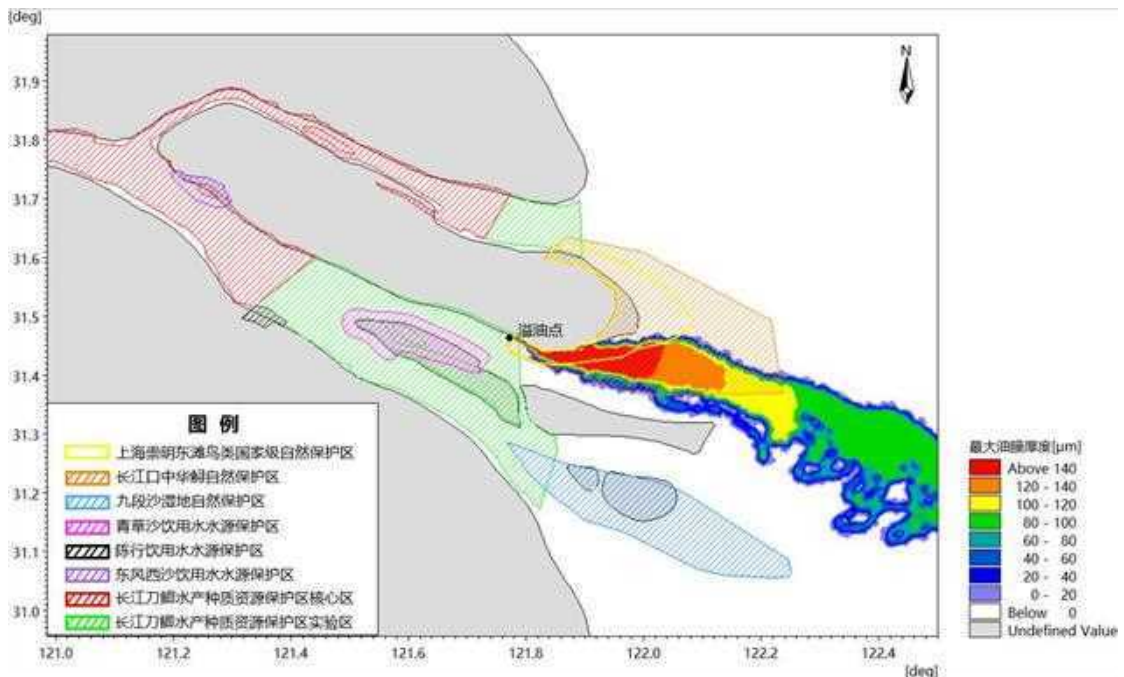 [deg]
N
31.9
31.8
31.7
31.6
31.5
31.4
31.3
31.2
31.1
31.0
溢油点
图 例
上海崇明东滩鸟类国家级自然保护区
长江口中华鲟自然保护区
九段沙湿地自然保护区
青草沙饮用水水源保护区
陈行饮用水水源保护区
东风西沙饮用水水源保护区
长江刀鲚水产种质资源保护区核心区
长江刀鲚水产种质资源保护区实验区
121.0
121.2
121.4
121.6
121.8
122.0
122.2
122.4
[deg]
最大油膜厚度[μm]
Above 140
120 - 140
100 - 120
80 - 100
60 - 80
40 - 60
20 - 40
0 - 20
Below 0
Undefined Value